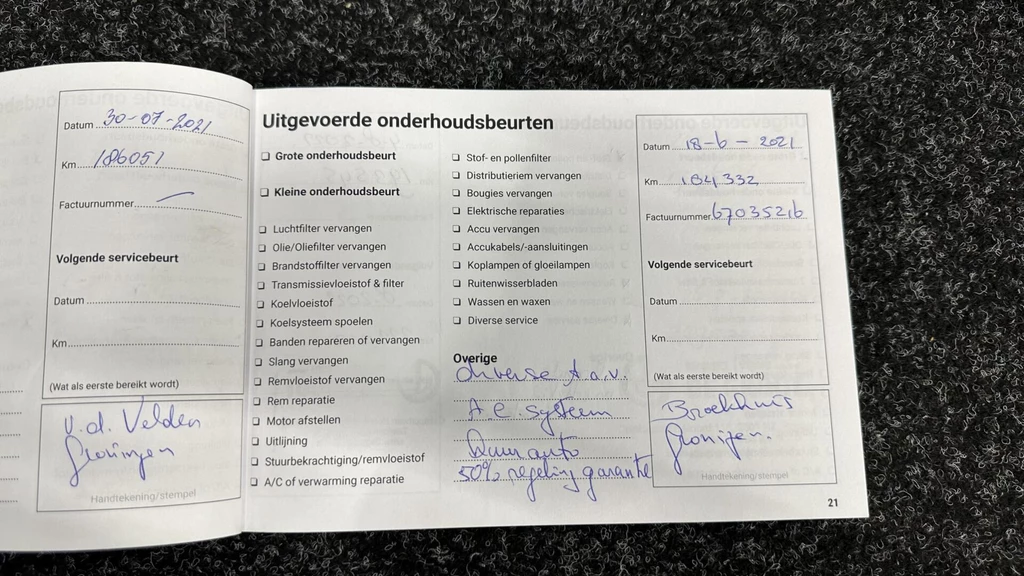 Datum 30-07-2021
Km. 186051
Factuurnummer
Volgende servicebeurt
Datum
Km.
(Wat als eerste bereikt wordt)
v.d. Velden
Groningen
Handtekening/stempel
Uitgevoerde onderhoudsbeurten
Grote onderhoudsbeurt
Kleine onderhoudsbeurt
Luchtfilter vervangen
Olie/Oliefilter vervangen
Brandstoffilter vervangen
Transmissievloeistof & filter
Koelvloeistof
Koelsysteem spoelen
Banden repareren of vervangen
Slang vervangen
Remvloeistof vervangen
Rem reparatie
Motor afstellen
Uitlijning
Stuurbekrachtiging/remvloeistof
A/C of verwarming reparatie
Stof- en pollenfilter
Distributieriem vervangen
Bougies vervangen
Elektrische reparaties
Accu vervangen
Accukabels/-aansluitingen
Koplampen of gloeilampen
Ruitenwisserbladen
Wassen en waxen
Diverse service
Overige
diverse t.a.v.
A.C. systeem
Duurauto
50% regeling garantie
Datum 18-6-2021
Km. 184332
Factuurnummer 67035216
Volgende servicebeurt
Datum
Km.
(Wat als eerste bereikt wordt)
Broekhuis
Groningen.
Handtekening/stempel
21